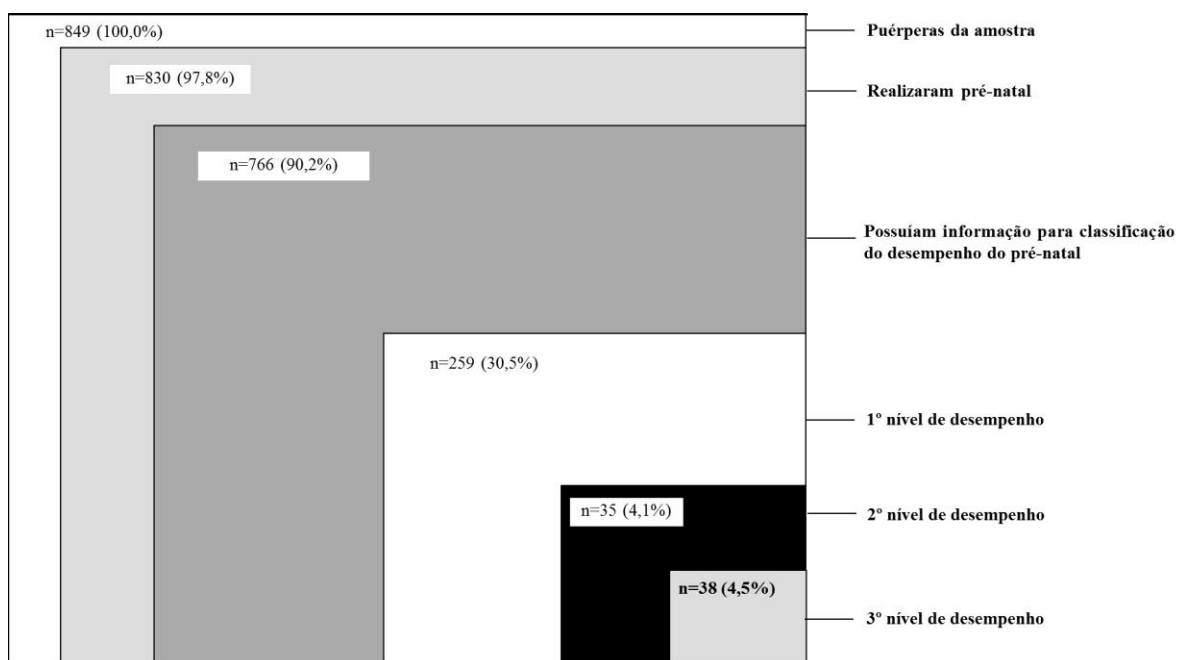 n=849 (100,0%)
Puérperas da amostra
n=830 (97,8%)
Realizaram pré-natal
n=766 (90,2%)
Possuíam informação para classificação
do desempenho do pré-natal
n=259 (30,5%)
1º nível de desempenho
n=35 (4,1%)
2º nível de desempenho
n=38 (4,5%)
3º nível de desempenho